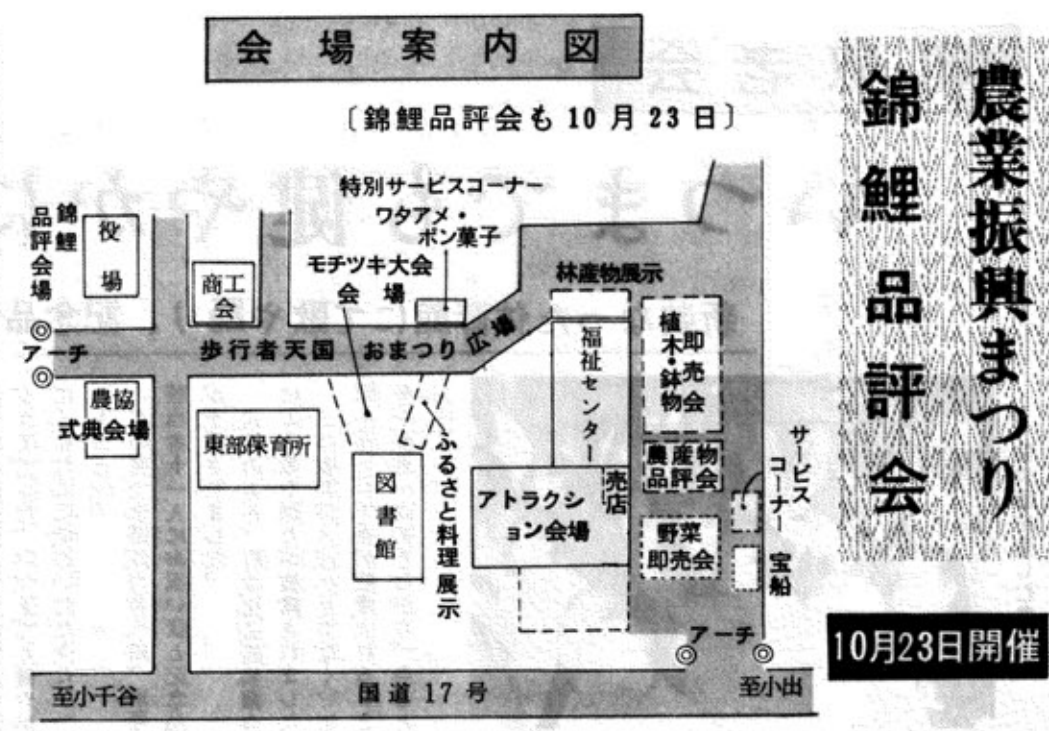 農業振興まつり
錦鯉品評会
10月23日開催
会場案内図
〔錦鯉品評会も10月23日〕
特別サービスコーナー
ワタアメ・
ポン菓子
モチツキ大会
会場
錦鯉
品評会場
役場
商工
会
林産物展示
アーチ
歩行者天国
おまつり広場
福祉センター
植木・鉢物
即売会
農協
式典会場
東部保育所
図書館
ふるさと料理展示
アトラクシ
ョン会場
売店
農産物
品評会
野菜
即売会
サービス
コーナー
宝船
アーチ
至小千谷
国道17号
至小出